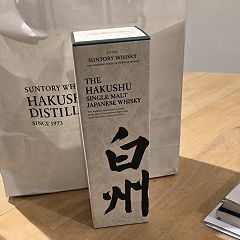 SUNTORY WHISKY
HAKUSHU
DISTILL
SINCE 1973
SUNTORY WHISKY
THE
HAKUSHU
SINGLE MALT
JAPANESE WHISKY
白州